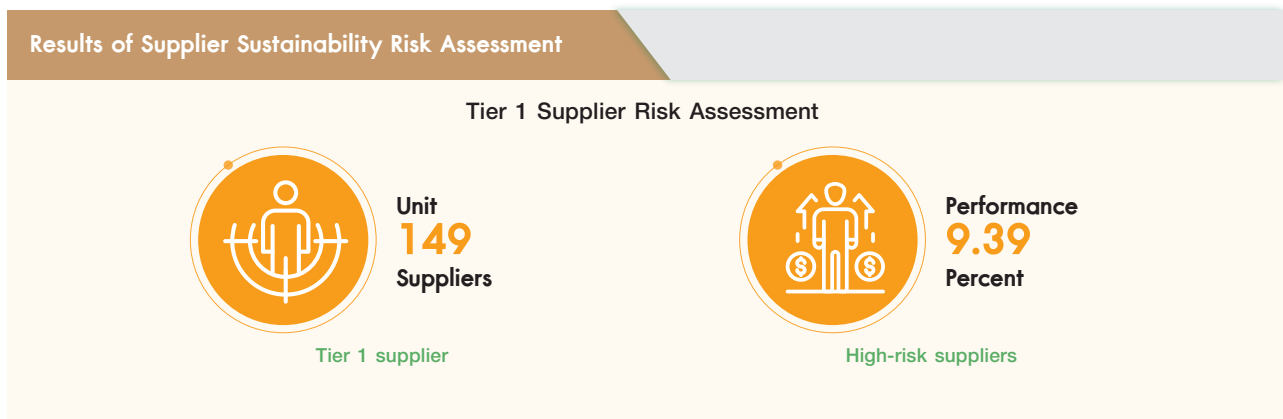 Results of Supplier Sustainability Risk Assessment
Tier 1 Supplier Risk Assessment
Unit
149
Suppliers
Tier 1 supplier
Performance
9.39
Percent
High-risk suppliers